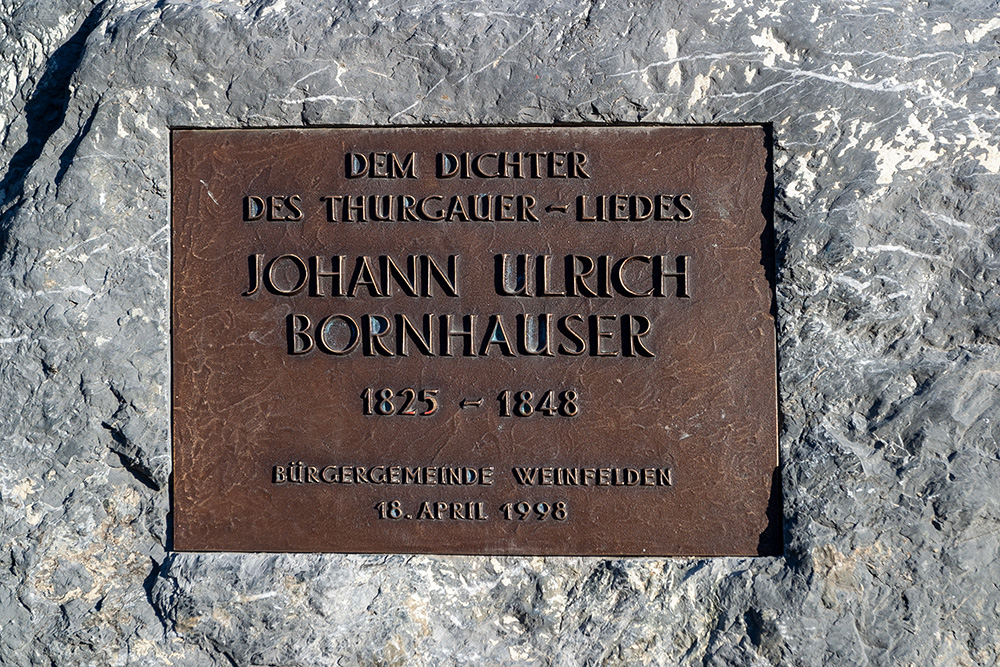 DEM DICHTER
DES THURGAUER-LIEDES
JOHANN ULRICH
BORNHAUSER
1825 - 1848
BÜRGERGEMEINDE WEINFELDEN
18. APRIL 1998